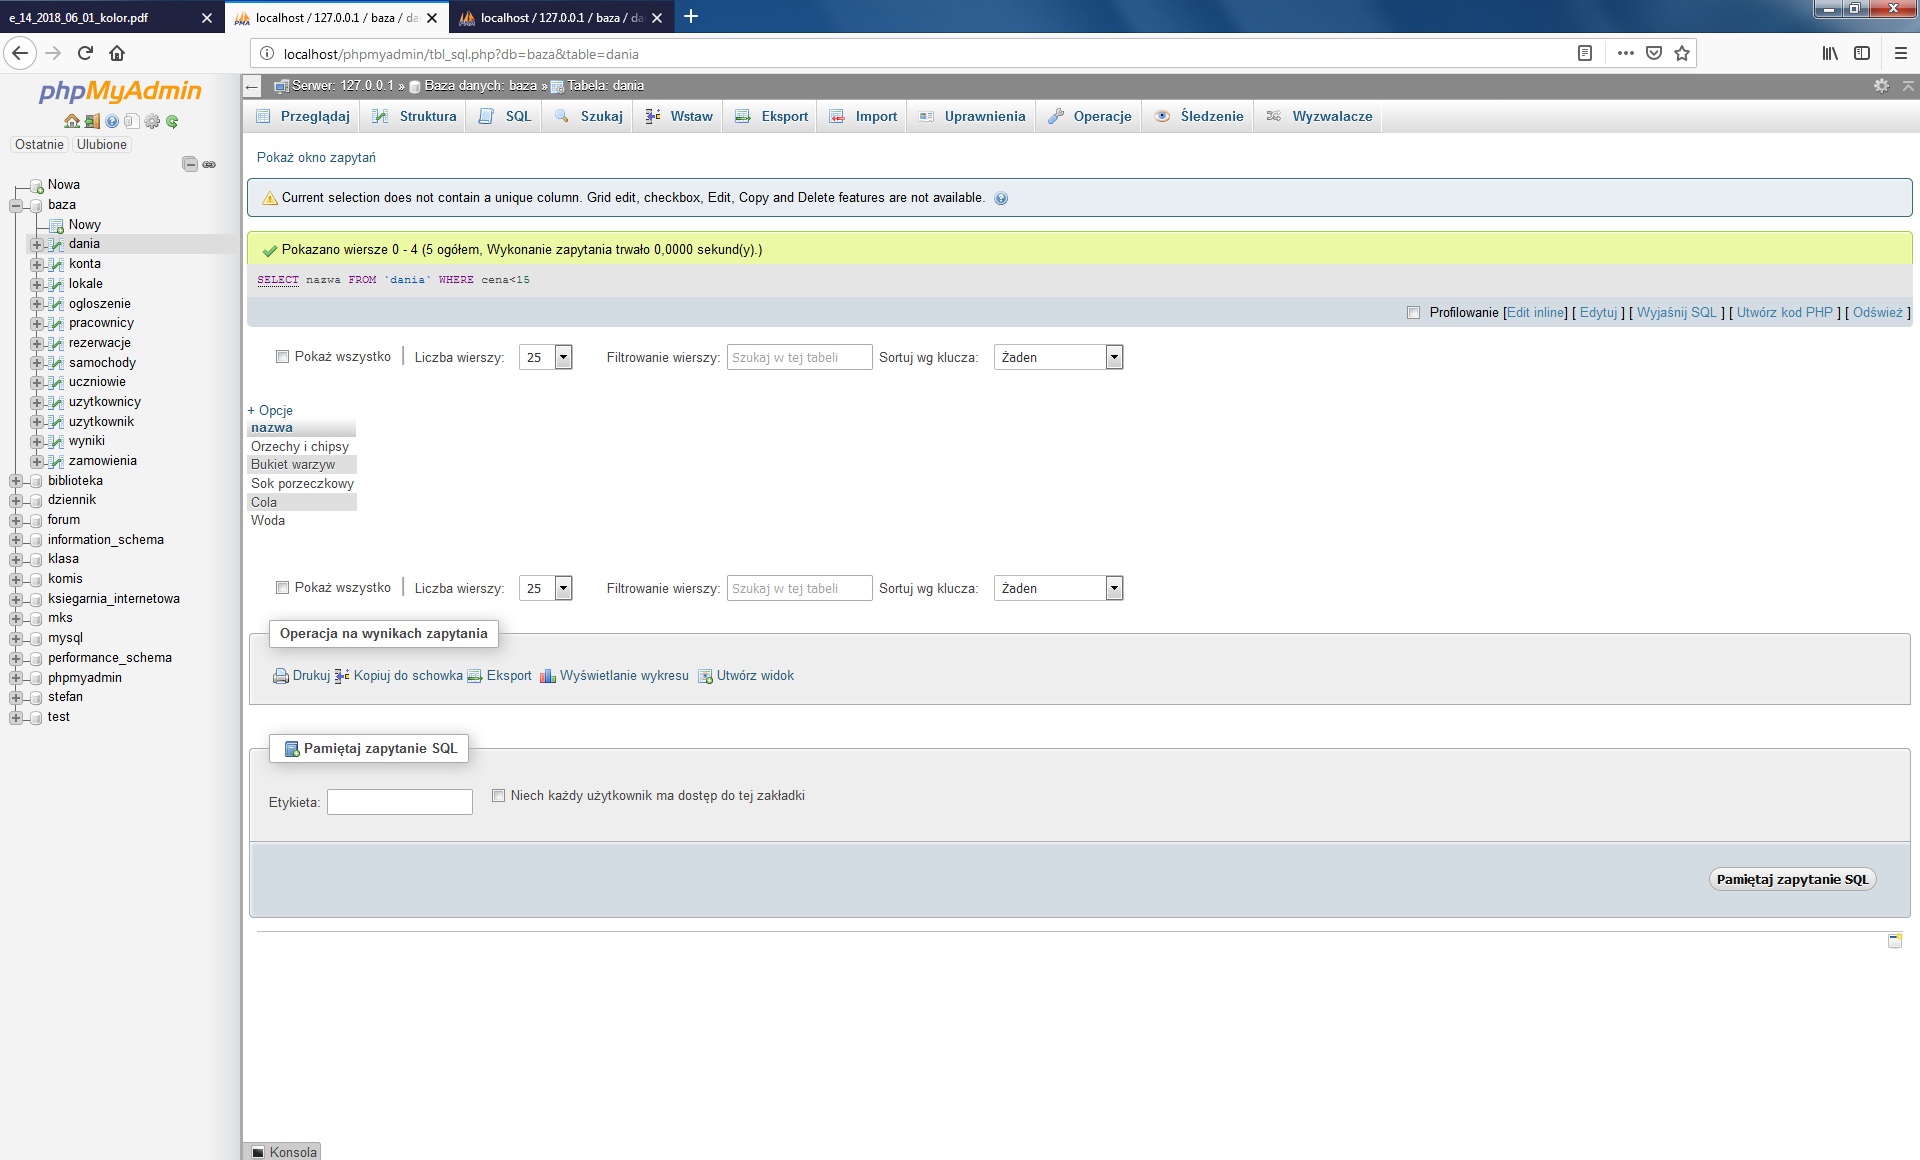 e_14_2018_06_01_kolor.pdf
localhost / 127.0.0.1 / baza / da
localhost / 127.0.0.1 / baza / da
localhost/phpmyadmin/tbl_sql.php?db=baza&table=dania
phpMyAdmin
Ostatnie Ulubione
Nowa
baza
Nowy
dania
konta
lokale
ogloszenie
pracownicy
rezerwacje
samochody
uczniowie
uzytkownicy
uzytkownik
wyniki
zamowienia
biblioteka
dziennik
forum
information_schema
klasa
komis
ksiegarnia_internetowa
mks
mysql
performance_schema
phpmyadmin
stefan
test
Serwer: 127.0.0.1 » Baza danych: baza » Tabela: dania
Przeglądaj Struktura SQL Szukaj Wstaw Eksport Import Uprawnienia Operacje Śledzenie Wyzwalacze
Pokaż okno zapytań
Current selection does not contain a unique column. Grid edit, checkbox, Edit, Copy and Delete features are not available.
Pokazano wiersze 0 - 4 (5 ogółem, Wykonanie zapytania trwało 0,0000 sekund(y).)
SELECT nazwa FROM `dania` WHERE cena<15
Profilowanie [Edit inline] [ Edytuj ] [ Wyjaśnij SQL ] [ Utwórz kod PHP ] [ Odśwież ]
Pokaż wszystko | Liczba wierszy: 25 Filtrowanie wierszy: Szukaj w tej tabeli Sortuj wg klucza: Żaden
+ Opcje
nazwa
Orzechy i chipsy
Bukiet warzyw
Sok porzeczkowy
Cola
Woda
Pokaż wszystko | Liczba wierszy: 25 Filtrowanie wierszy: Szukaj w tej tabeli Sortuj wg klucza: Żaden
Operacja na wynikach zapytania
Drukuj Kopiuj do schowka Eksport Wyświetlanie wykresu Utwórz widok
Pamiętaj zapytanie SQL
Etykieta: Niech każdy użytkownik ma dostęp do tej zakładki
Pamiętaj zapytanie SQL
Konsola